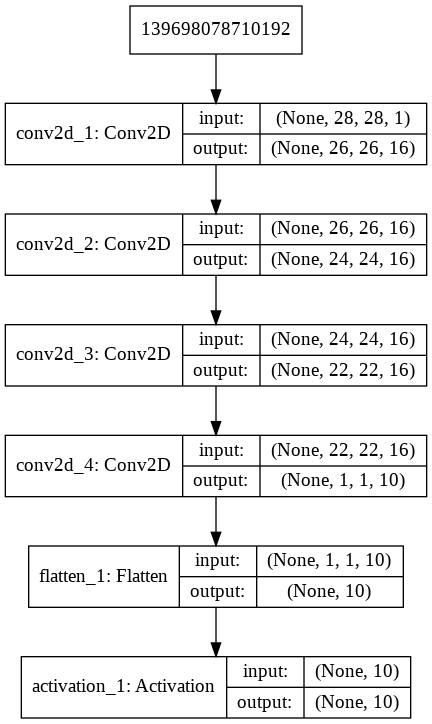 139698078710192
conv2d_1: Conv2D
input:
(None, 28, 28, 1)
output:
(None, 26, 26, 16)
conv2d_2: Conv2D
input:
(None, 26, 26, 16)
output:
(None, 24, 24, 16)
conv2d_3: Conv2D
input:
(None, 24, 24, 16)
output:
(None, 22, 22, 16)
conv2d_4: Conv2D
input:
(None, 22, 22, 16)
output:
(None, 1, 1, 10)
flatten_1: Flatten
input:
(None, 1, 1, 10)
output:
(None, 10)
activation_1: Activation
input:
(None, 10)
output:
(None, 10)